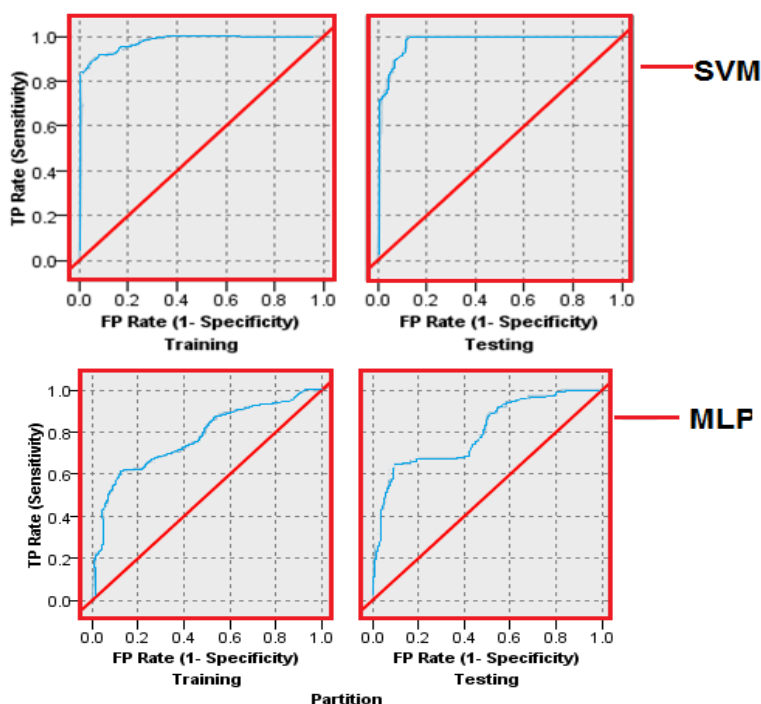 TP Rate (Sensitivity)
1.0
0.8
0.6
0.4
0.2
0.0
0.0 0.2 0.4 0.6 0.8 1.0
FP Rate (1- Specificity)
Training
0.0 0.2 0.4 0.6 0.8 1.0
FP Rate (1- Specificity)
Testing
SVM
TP Rate (Sensitivity)
1.0
0.8
0.6
0.4
0.2
0.0
0.0 0.2 0.4 0.6 0.8 1.0
FP Rate (1- Specificity)
Training
0.0 0.2 0.4 0.6 0.8 1.0
FP Rate (1- Specificity)
Testing
MLP
Partition